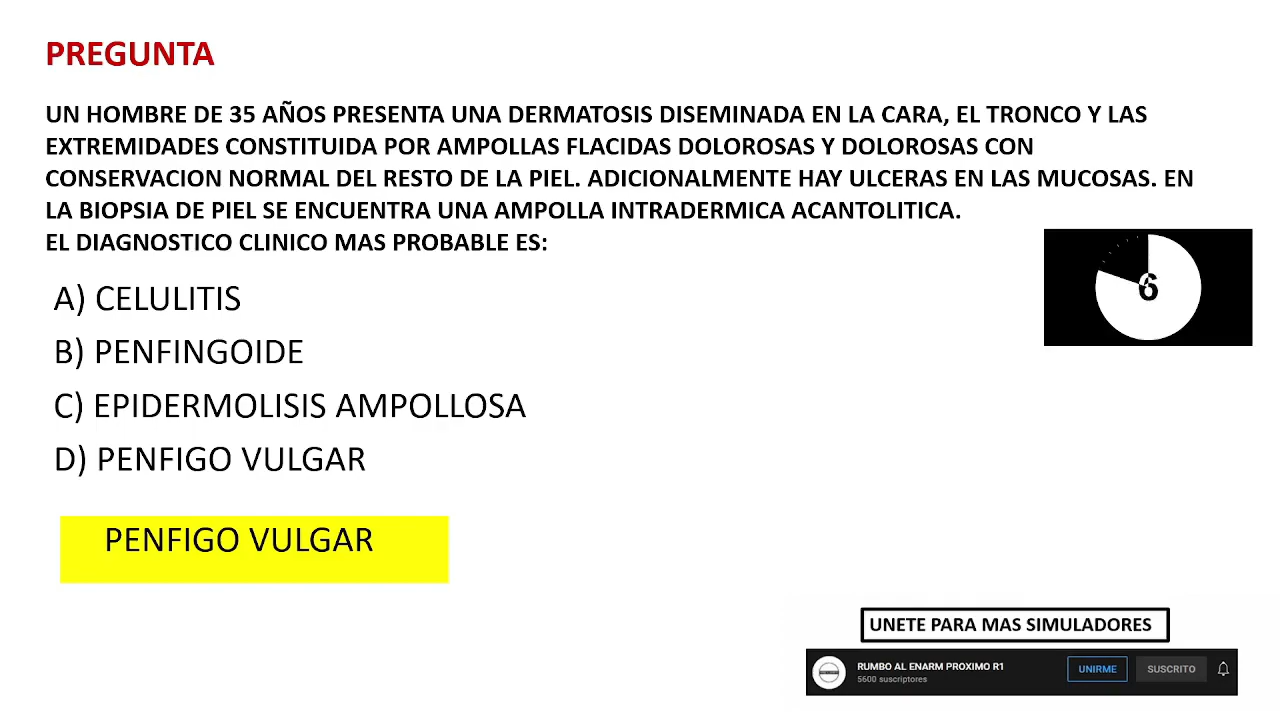 PREGUNTA
UN HOMBRE DE 35 AÑOS PRESENTA UNA DERMATOSIS DISEMINADA EN LA CARA, EL TRONCO Y LAS
EXTREMIDADES CONSTITUIDA POR AMPOLLAS FLACIDAS DOLOROSAS Y DOLOROSAS CON
CONSERVACION NORMAL DEL RESTO DE LA PIEL. ADICIONALMENTE HAY ULCERAS EN LAS MUCOSAS. EN
LA BIOPSIA DE PIEL SE ENCUENTRA UNA AMPOLLA INTRADERMICA ACANTOLITICA.
EL DIAGNOSTICO CLINICO MAS PROBABLE ES:
6
A) CELULITIS
B) PENFINGOIDE
C) EPIDERMOLISIS AMPOLLOSA
D) PENFIGO VULGAR
PENFIGO VULGAR
UNETE PARA MAS SIMULADORES
RUMBO AL ENARM PROXIMO R1
5600 suscriptores
UNIRME
SUSCRITO